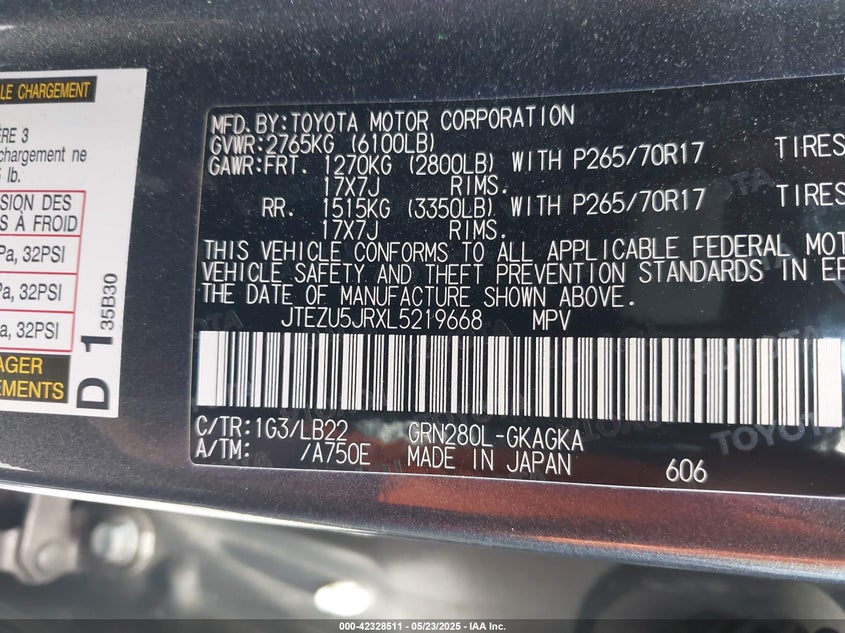 LE CHARGEMENT
ÈRE 3
chargement ne
lb.
SION DES
S À FROID
Pa, 32PSI
Pa, 32PSI
a, 32PSI
AGER
EMENTS
D 1
35B30
MFD.BY:TOYOTA MOTOR CORPORATION
GVWR:2765KG (6100LB)
GAWR:FRT. 1270KG (2800LB) WITH P265/70R17 TIRES
17X7J RIMS.
RR. 1515KG (3350LB) WITH P265/70R17 TIRES
17X7J RIMS.
THIS VEHICLE CONFORMS TO ALL APPLICABLE FEDERAL MOT
VEHICLE SAFETY AND THEFT PREVENTION STANDARDS IN EF
THE DATE OF MANUFACTURE SHOWN ABOVE.
JTEZU5JRXL5219668 MPV
C/TR:1G3/LB22 GRN280L-GKAGKA
A/TM: /A750E MADE IN JAPAN 606
000-42328511 — 05/23/2025 — IAA Inc.